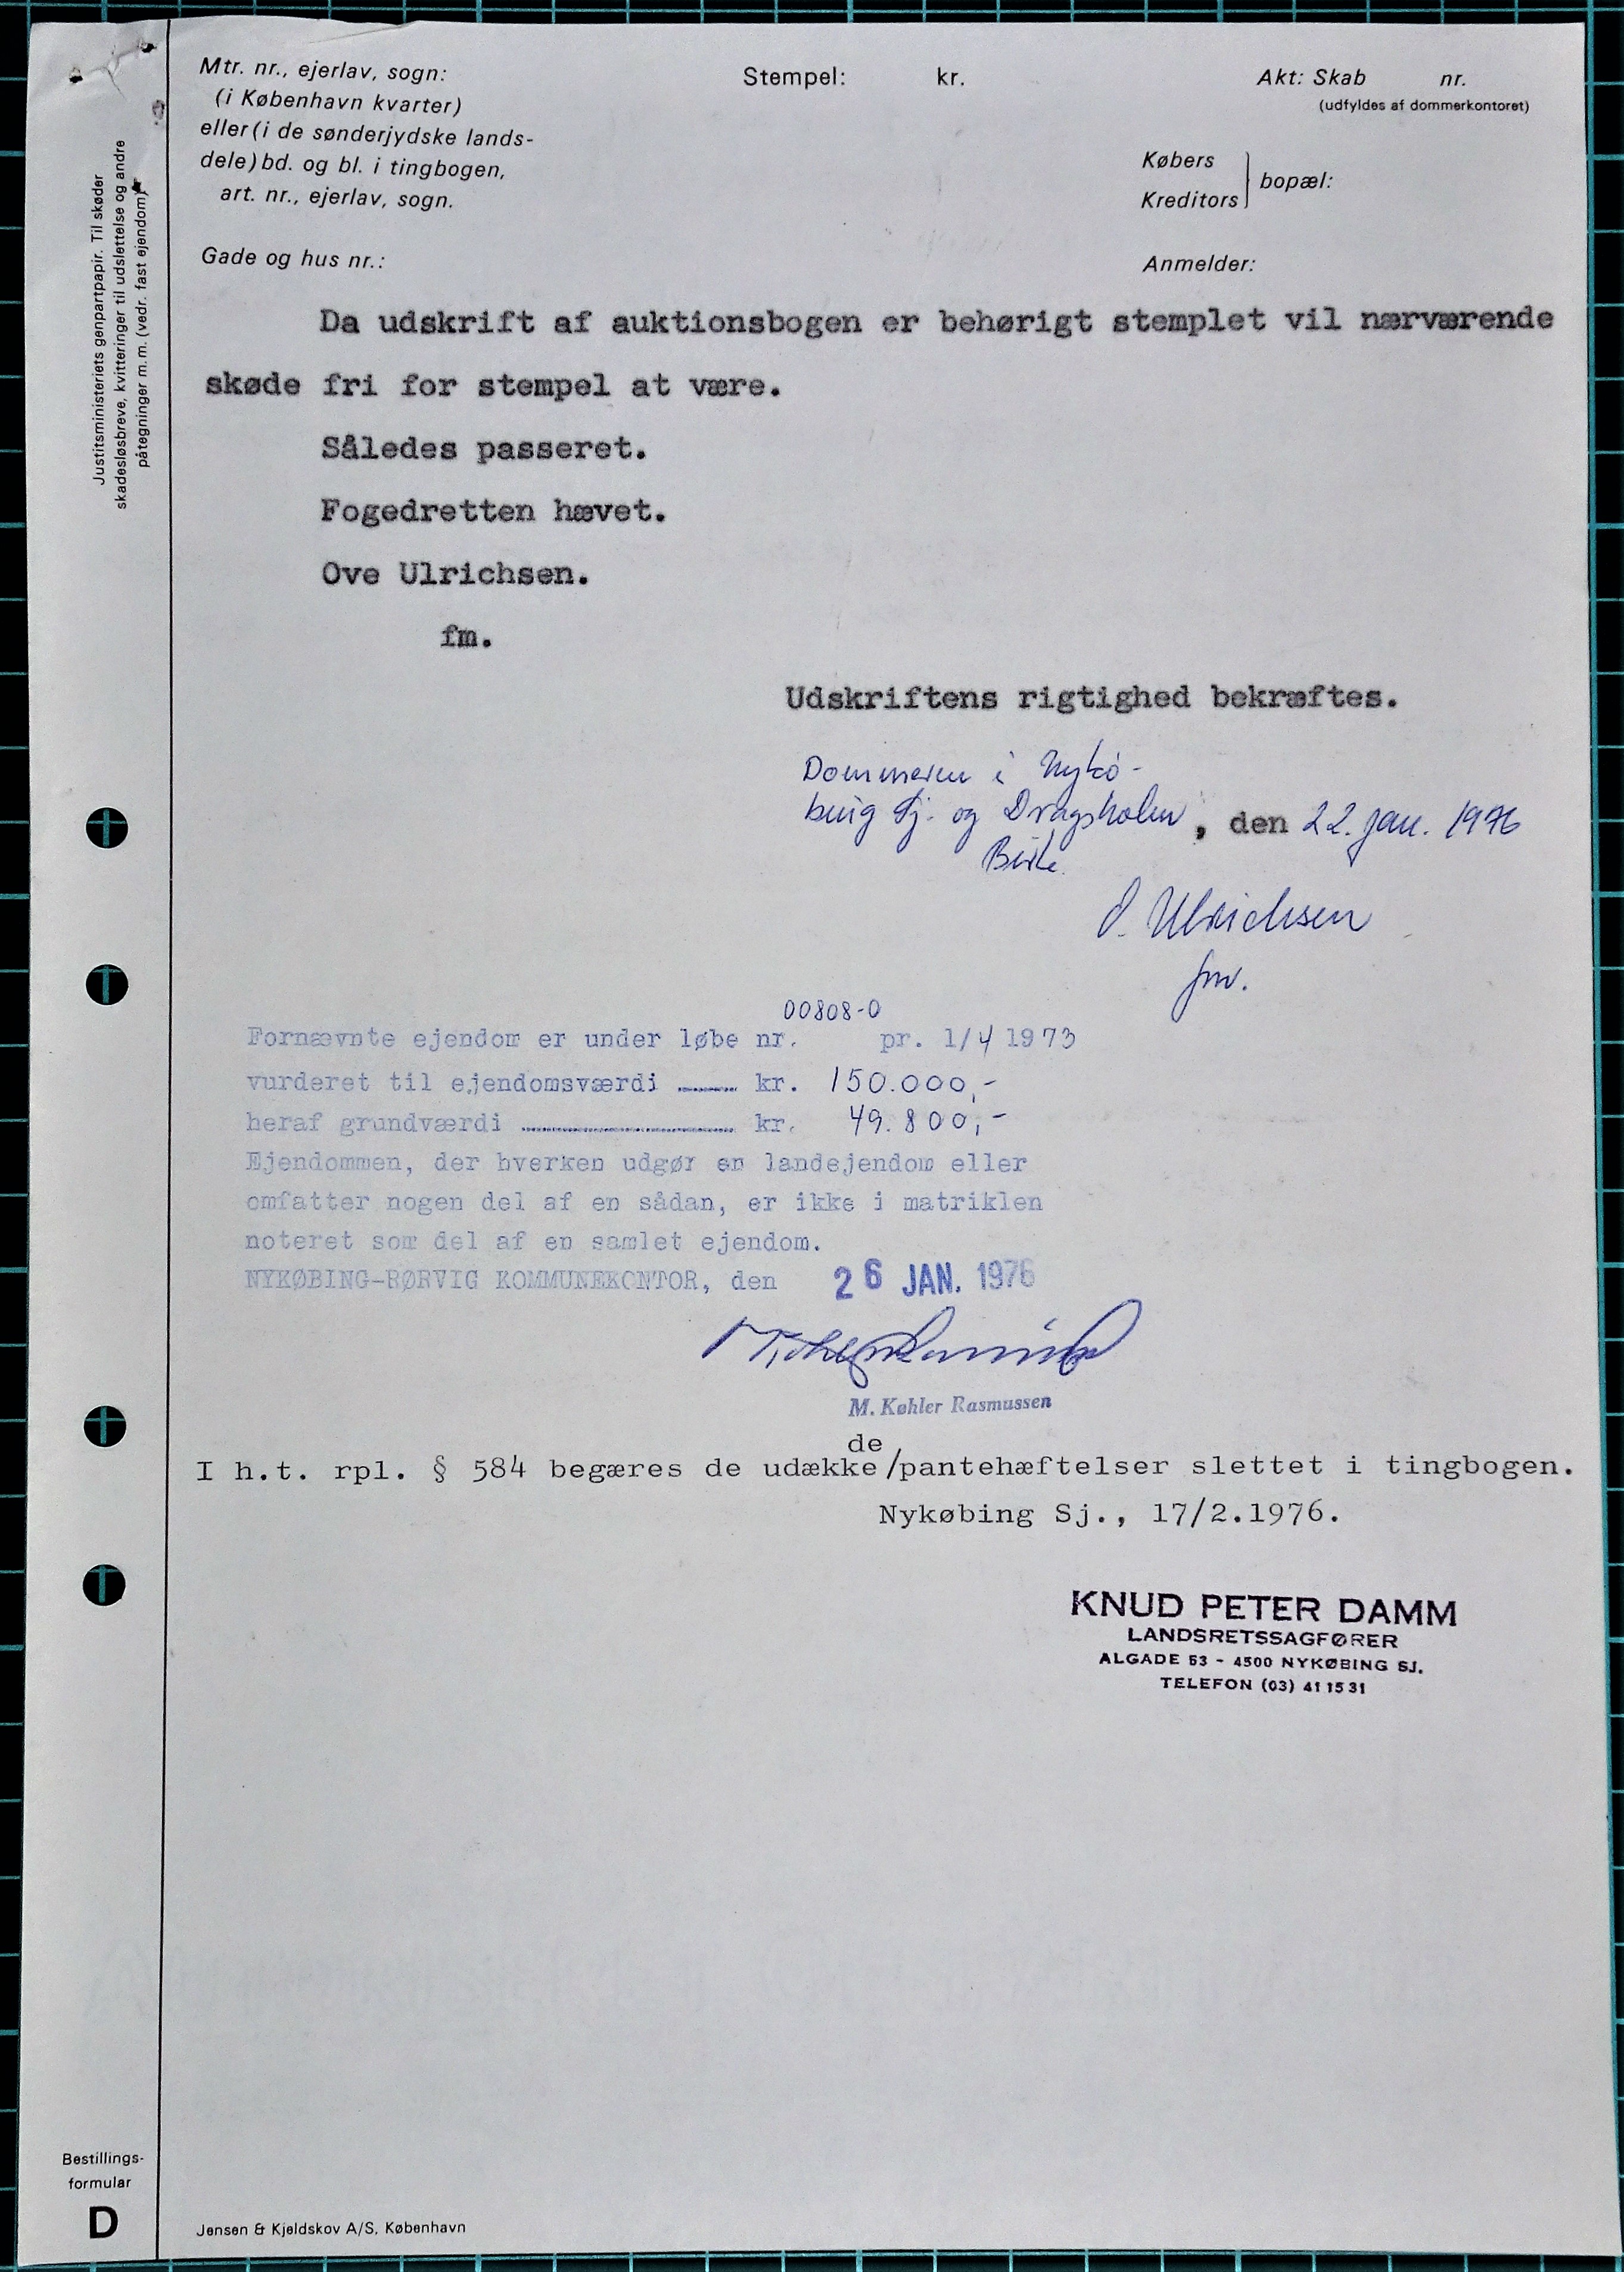 Mtr. nr., ejerlav, sogn:
(i København kvarter)
eller (i de sønderjydske lands-
dele) bd. og bl. i tingbogen,
art. nr., ejerlav, sogn.
Gade og hus nr.:
Stempel: kr.
Akt: Skab nr.
(udfyldes af dommerkontoret)
Købers
Kreditors
bopæl:
Anmelder:
Justitsministeriets genpartpapir. Til skøder
skadesløsbreve, kvitteringer til udslettelse og andre
påtegninger m. m. (vedr. fast ejendom)
Da udskrift af auktionsbogen er behørigt stemplet vil nærværende
skøde fri for stempel at være.
Således passeret.
Fogedretten hævet.
Ove Ulrichsen.
fm.
Udskriftens rigtighed bekræftes.
Dommeren i Nykø-
bing Sj. og Dragsholm, den 22. jan. 1976
Birk
O. Ulrichsen
fm.
00808-0
Fornævnte ejendom er under løbe nr. pr. 1/4 1973
vurderet til ejendomsværdi ........ kr. 150.000,-
heraf grundværdi ........................ kr. 49.800,-
Ejendommen, der hverken udgør en landejendom eller
omfatter nogen del af en sådan, er ikke i matriklen
noteret som del af en samlet ejendom.
NYKØBING-RØRVIG KOMMUNEKONTOR, den 26 JAN. 1976
M. Køhler Rasmussen
de
I h.t. rpl. § 584 begæres de udække/pantehæftelser slettet i tingbogen.
Nykøbing Sj., 17/2.1976.
KNUD PETER DAMM
LANDSRETSSAGFØRER
ALGADE 53 - 4500 NYKØBING SJ.
TELEFON (03) 41 15 31
Bestillings-
formular
D
Jensen & Kjeldskov A/S, København